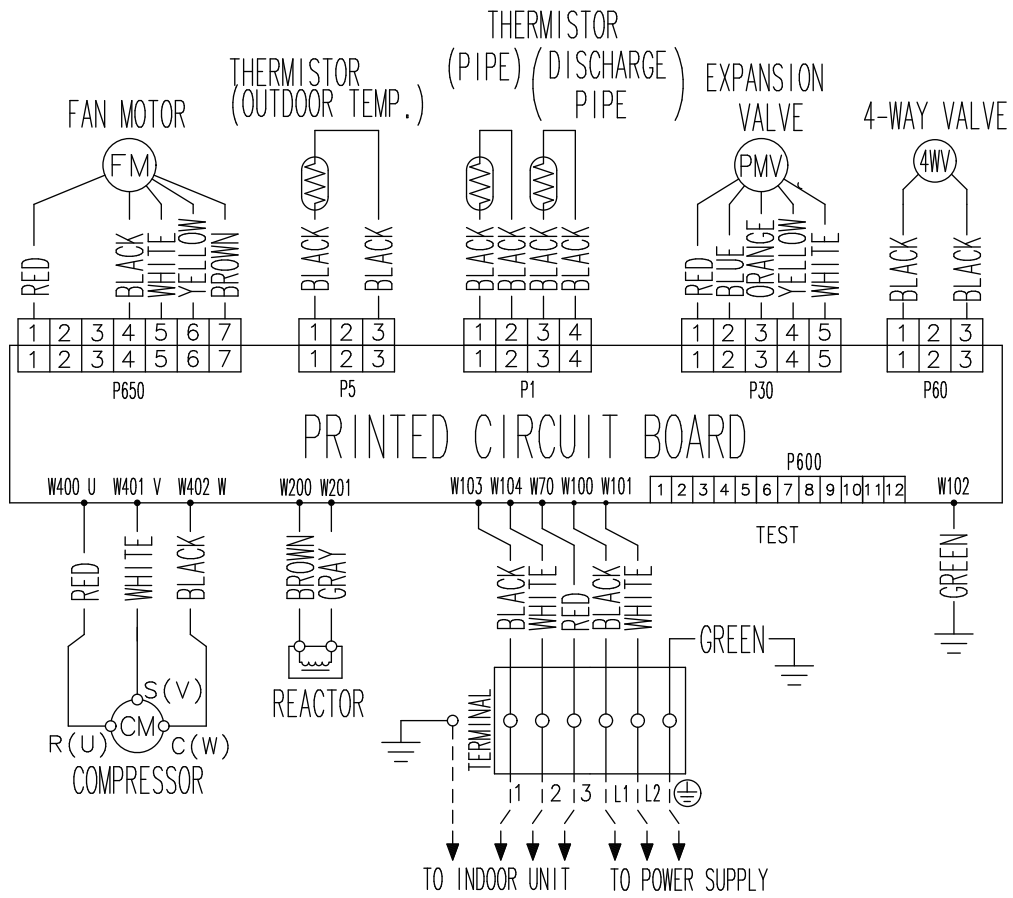 THERMISTOR
(PIPE) (DISCHARGE PIPE)
THERMISTOR
(OUTDOOR TEMP.)
EXPANSION
VALVE
FAN MOTOR
4-WAY VALVE
FM
PMV
4WV
RED BLACK WHITE YELLOW BROWN
BLACK BLACK
BLACK BLACK BLACK BLACK
RED BLUE ORANGE YELLOW WHITE
BLACK BLACK
1 2 3 4 5 6 7
1 2 3
1 2 3 4
1 2 3 4 5
1 2 3
1 2 3 4 5 6 7
1 2 3
1 2 3 4
1 2 3 4 5
1 2 3
P650 P5 P1 P30 P60
PRINTED CIRCUIT BOARD
P600
W400 U W401 V W402 W W200 W201 W103 W104 W70 W100 W101
1 2 3 4 5 6 7 8 9 10 11 12
W102
TEST
RED WHITE BLACK
BROWN GRAY
BLACK WHITE RED BLACK WHITE
GREEN
GREEN
S(V)
CM
R(U) C(W)
COMPRESSOR
REACTOR
TERMINAL
1 2 3 L1 L2
TO INDOOR UNIT TO POWER SUPPLY